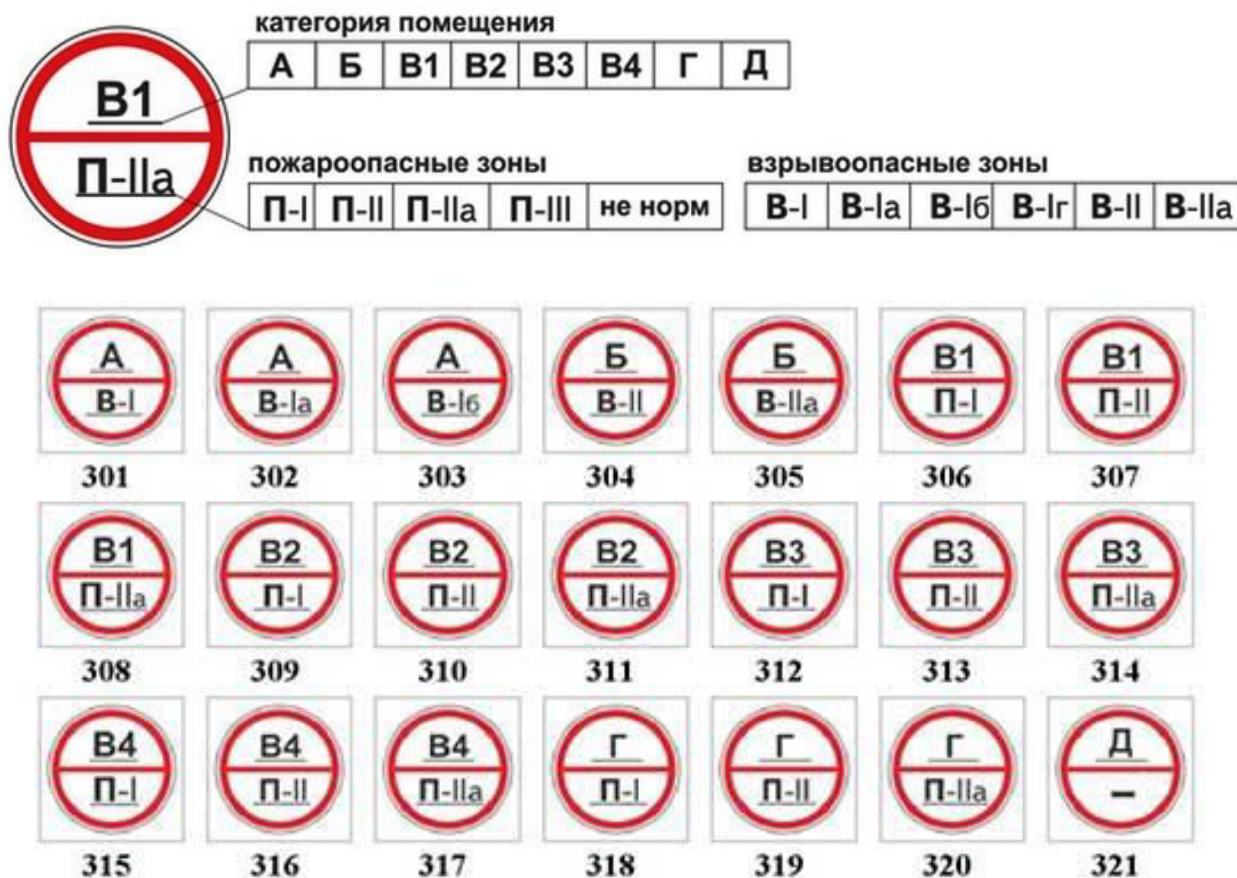 категория помещения
А Б В1 В2 В3 В4 Г Д
В1
П-IIа
пожароопасные зоны взрывоопасные зоны
П-I П-II П-IIа П-III не норм В-I В-Iа В-Iб В-Iг В-II В-IIа
А А А Б Б В1 В1
В-I В-Iа В-Iб В-II В-IIа П-I П-II
301 302 303 304 305 306 307
В1 В2 В2 В2 В3 В3 В3
П-IIа П-I П-II П-IIа П-I П-II П-IIа
308 309 310 311 312 313 314
В4 В4 В4 Г Г Г Д
П-I П-II П-IIа П-I П-II П-IIа –
315 316 317 318 319 320 321